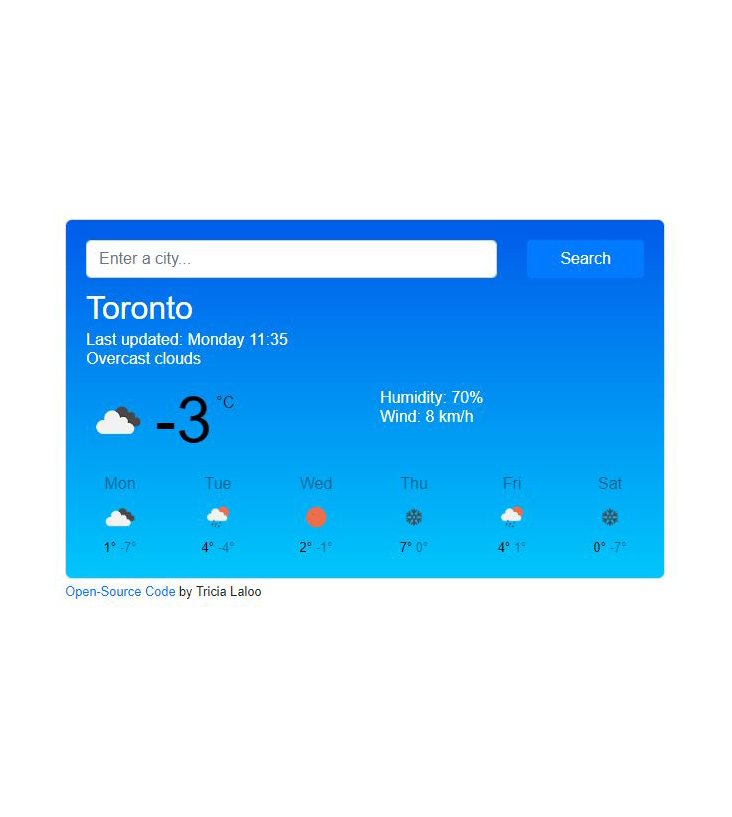 Enter a city...
Search
Toronto
Last updated: Monday 11:35
Overcast clouds
-3 °C
Humidity: 70%
Wind: 8 km/h
Mon Tue Wed Thu Fri Sat
1° -7° 4° -4° 2° -1° 7° 0° 4° 1° 0° -7°
Open-Source Code by Tricia Laloo